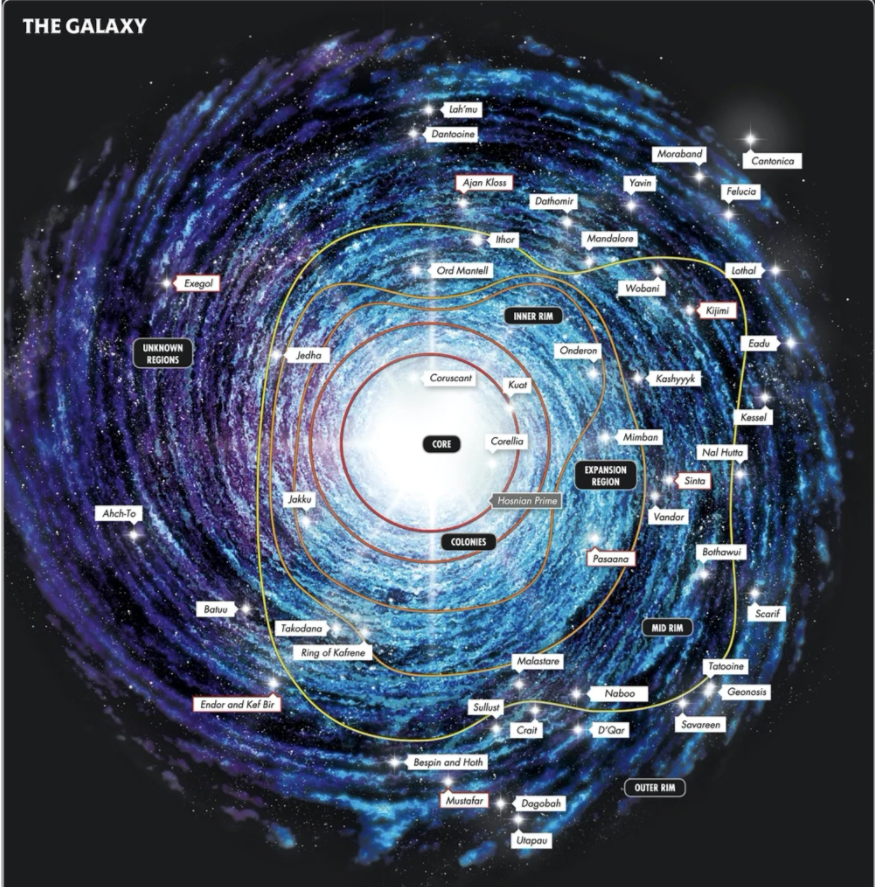 THE GALAXY
Lah'mu
Dantooine
Cantonica
Moraband
Ajan Kloss
Yavin
Felucia
Dathomir
Ithor
Mandalore
Ord Mantell
Lothal
Exegol
Wobani
Kijimi
INNER RIM
Eadu
UNKNOWN
REGIONS
Jedha
Onderon
Coruscant
Kuat
Kashyyyk
Kessel
CORE
Corellia
Mimban
Nal Hutta
EXPANSION
REGION
Sinta
Jakku
Hosnian Prime
Ahch-To
Vandor
COLONIES
Bothawui
Pasaana
Batuu
Scarif
Takodana
MID RIM
Ring of Kafrene
Malastare
Tatooine
Naboo
Geonosis
Endor and Kef Bir
Sullust
Savareen
Crait
D'Qar
Bespin and Hoth
OUTER RIM
Mustafar
Dagobah
Utapau